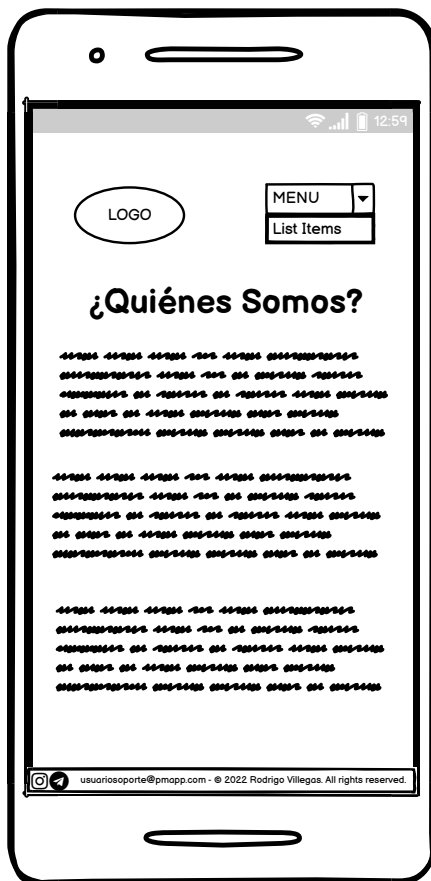 12:59
LOGO
MENU
List Items
¿Quiénes Somos?
usuariosoporte@pmapp.com - © 2022 Rodrigo Villegas. All rights reserved.